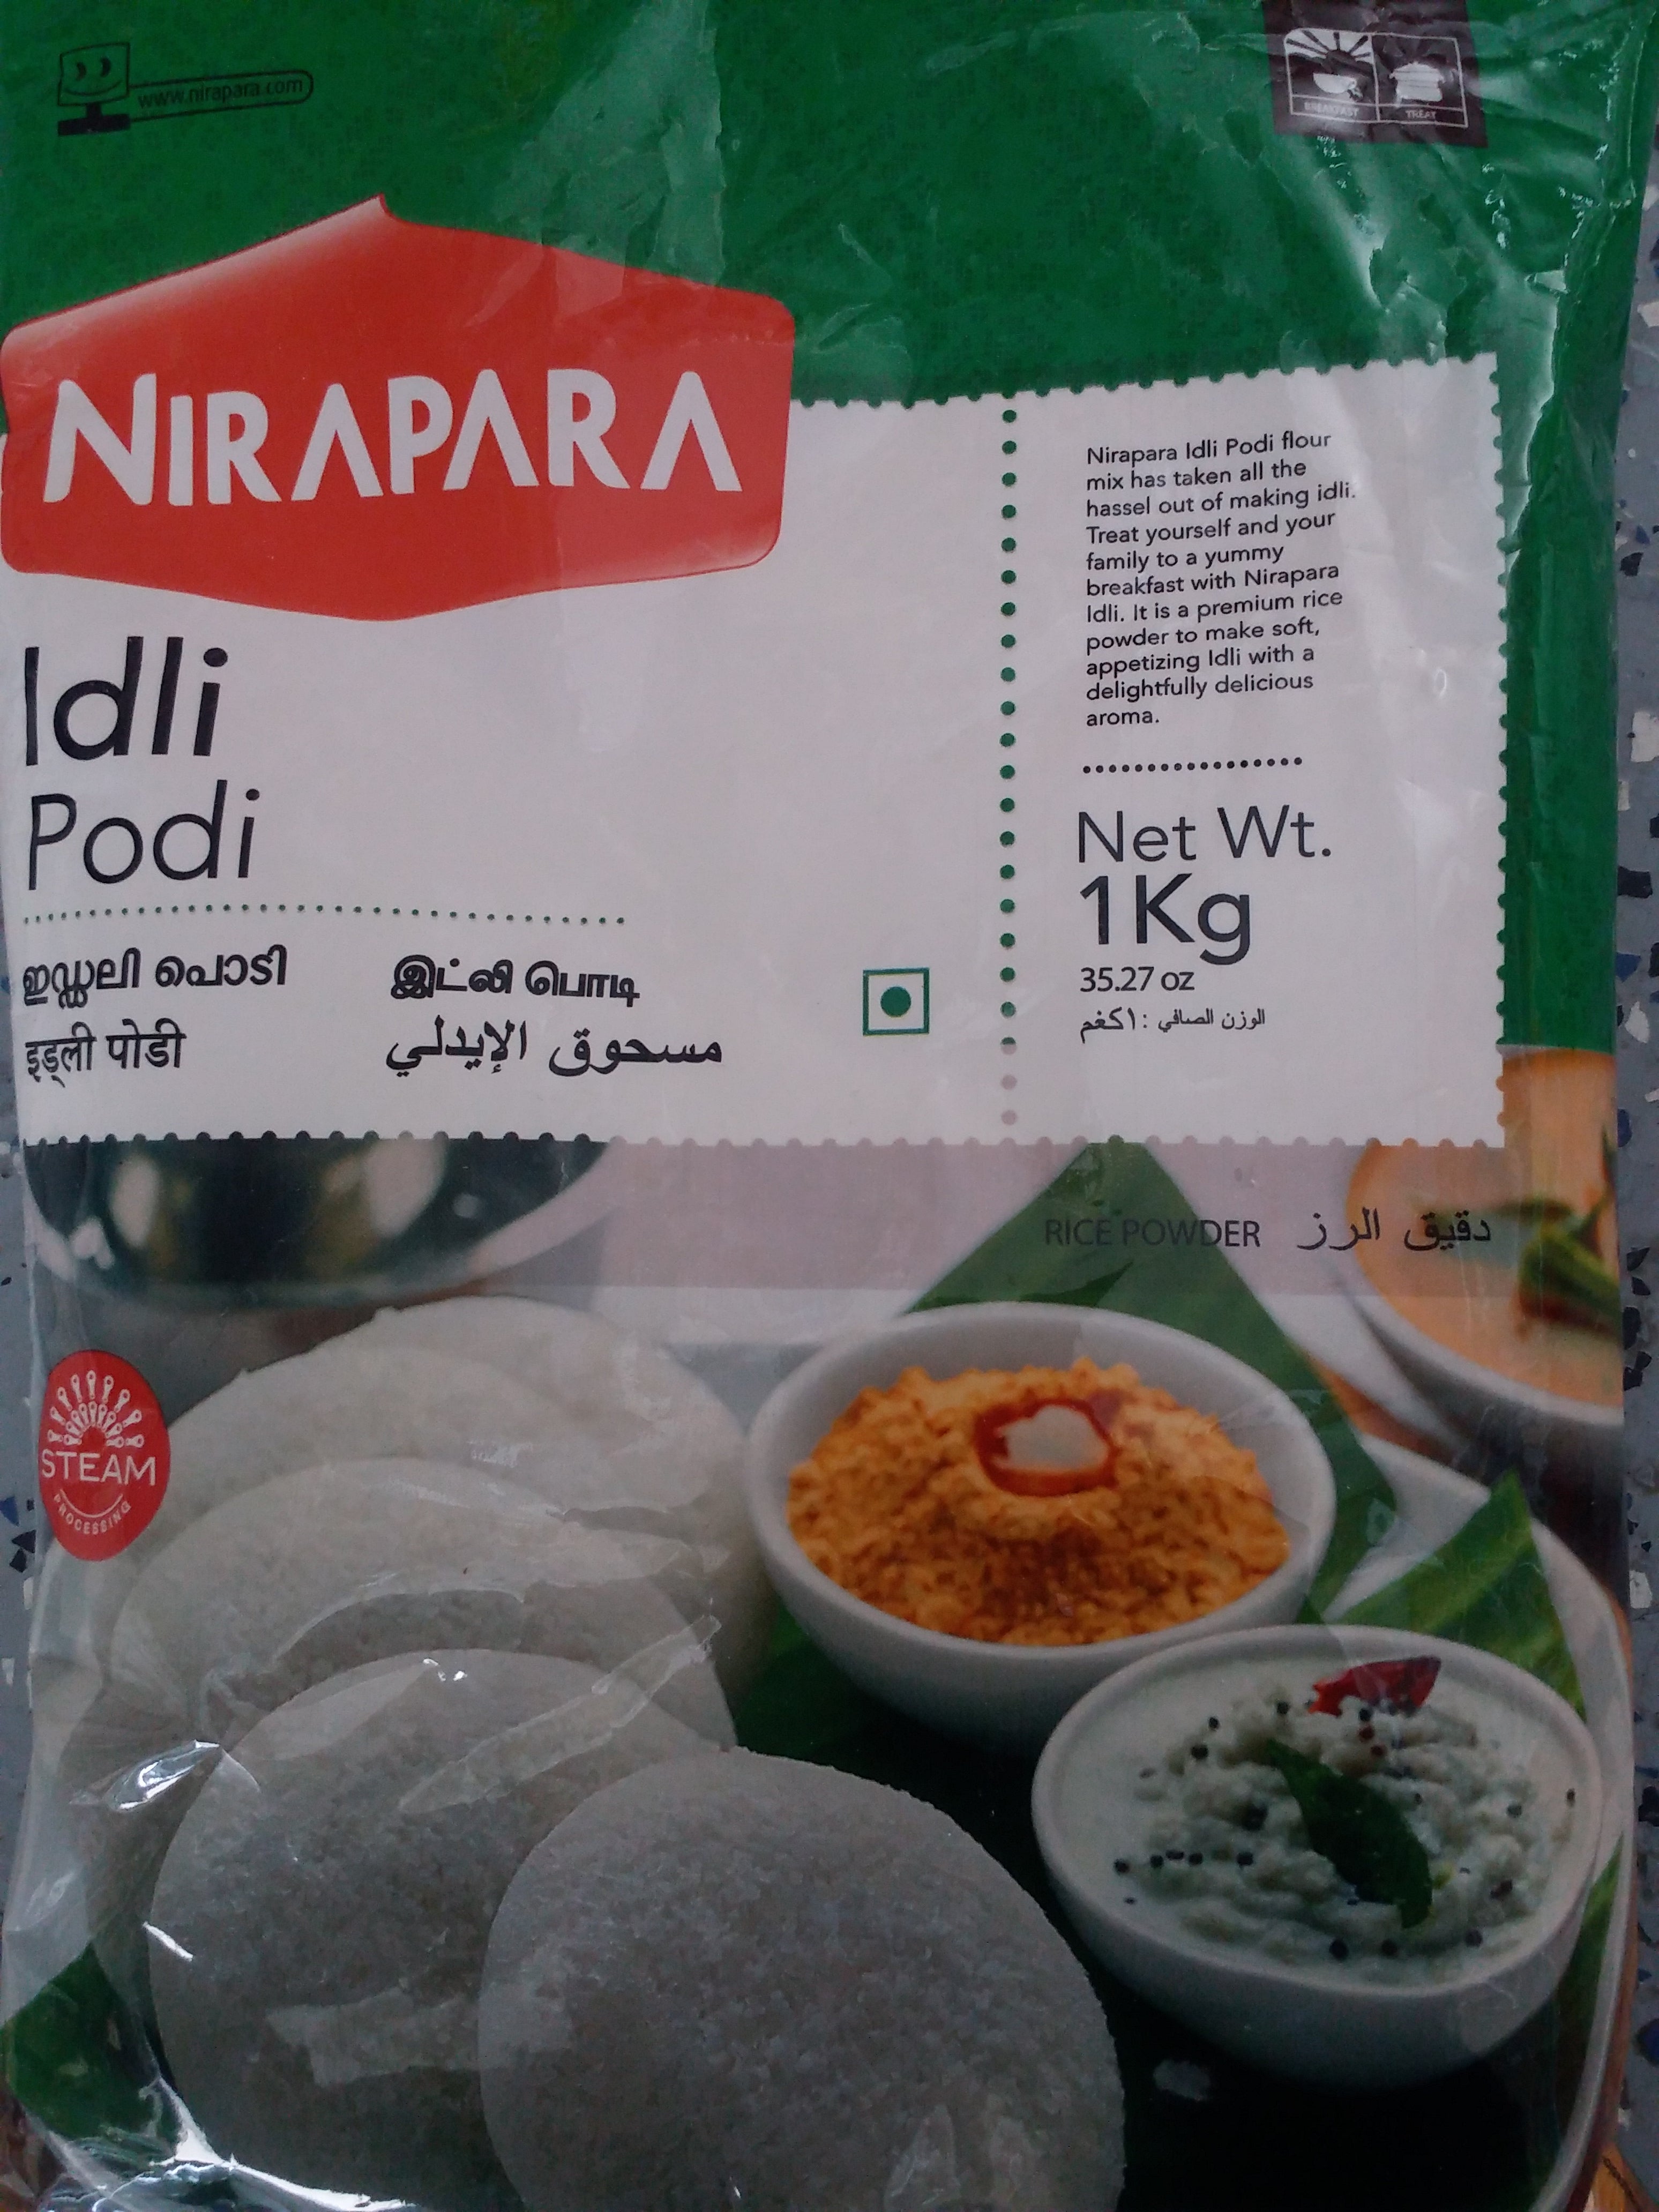 www.nirapara.com
BREAKFAST TREAT
NIRAPARA
Idli
Podi
ഇഡ്ഡലി പൊടി
இட்லி பொடி
इड्ली पोडी
مسحوق الإيدلي
Nirapara Idli Podi flour
mix has taken all the
hassel out of making idli.
Treat yourself and your
family to a yummy
breakfast with Nirapara
Idli. It is a premium rice
powder to make soft,
appetizing Idli with a
delightfully delicious
aroma.
Net Wt.
1Kg
35.27 oz
الوزن الصافي : ١كغم
RICE POWDER دقيق الرز
STEAM
PROCESSING